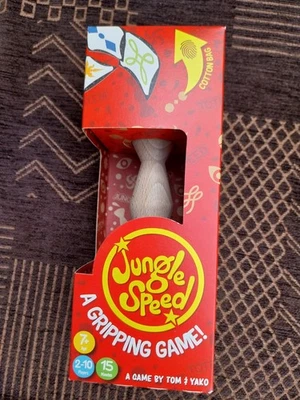 COTTON BAG
Jungle
Speed
A GRIPPING GAME!
7+
2-10
15
A GAME BY TOM & YAKO